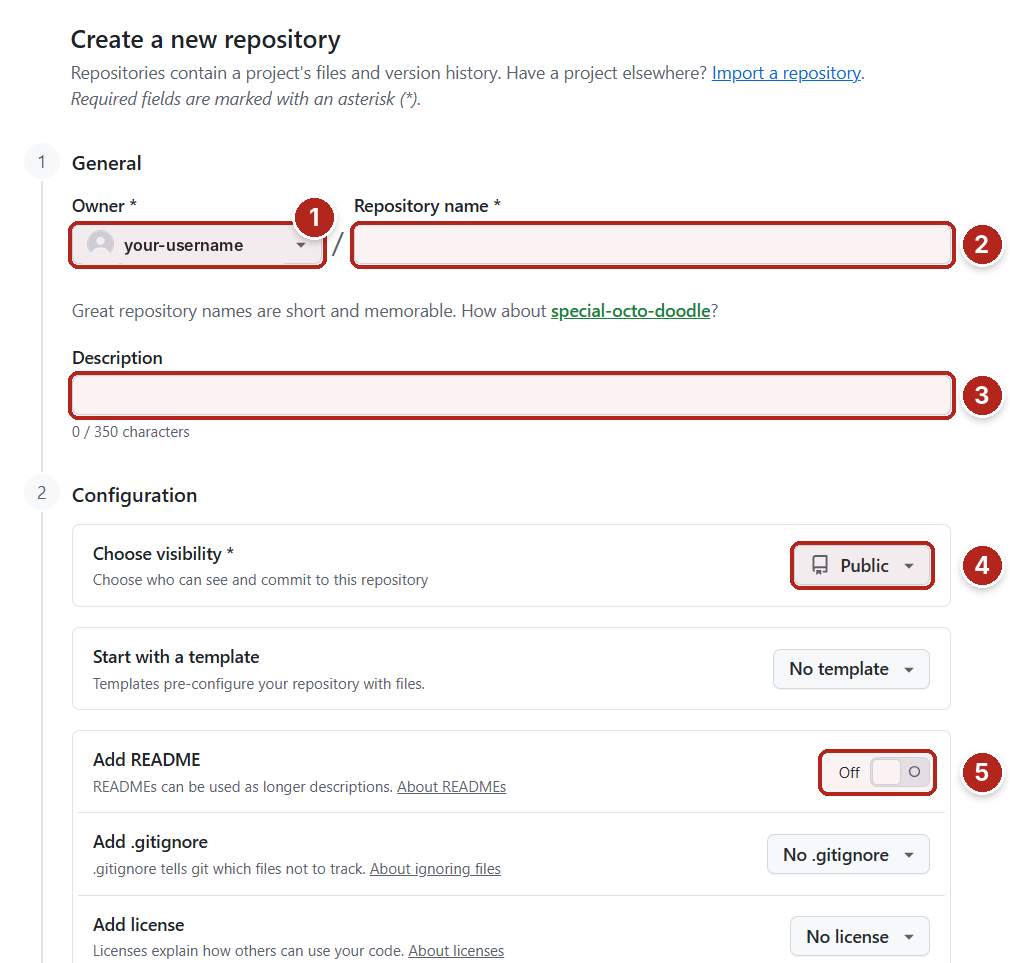 Create a new repository
Repositories contain a project's files and version history. Have a project elsewhere? Import a repository.
Required fields are marked with an asterisk (*).
1 General
Owner * 1 Repository name *
your-username / 2
Great repository names are short and memorable. How about special-octo-doodle?
Description
3
0 / 350 characters
2 Configuration
Choose visibility *
Choose who can see and commit to this repository
Public 4
Start with a template
Templates pre-configure your repository with files.
No template
Add README
READMEs can be used as longer descriptions. About READMEs
Off 5
Add .gitignore
.gitignore tells git which files not to track. About ignoring files
No .gitignore
Add license
Licenses explain how others can use your code. About licenses
No license